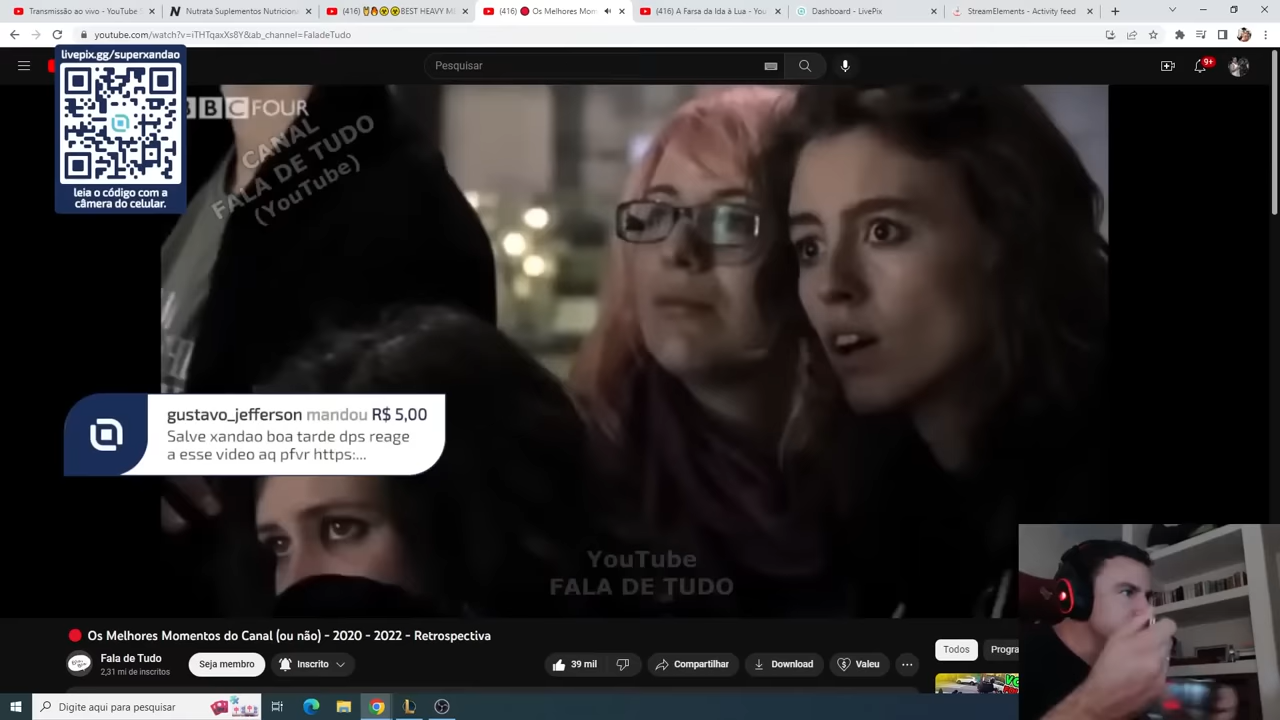 (416) Transmissão ao vivo - YouTube S
Nutrata Suplementos Nutricionai
BEST HEAVY M
(416) 🔴 Os Melhores Mom
(416) A Farsa da Ida à Lua - You
Dashboard - LivePix
StreamElements - Activity feed
youtube.com/watch?v=iTHTqaxXs8Y&ab_channel=FaladeTudo
livepix.gg/superxandao
leia o código com a
câmera do celular.
Pesquisar
9+
BBC FOUR
CANAL
FALA DE TUDO
(YouTube)
gustavo_jefferson mandou R$ 5,00
Salve xandao boa tarde dps reage
a esse video aq pfvr https:...
YouTube
FALA DE TUDO
🔴 Os Melhores Momentos do Canal (ou não) - 2020 - 2022 - Retrospectiva
Fala de Tudo
2,31 mi de inscritos
Seja membro
Inscrito
39 mil
Compartilhar
Download
Valeu
Todos
Progra
Digite aqui para pesquisar